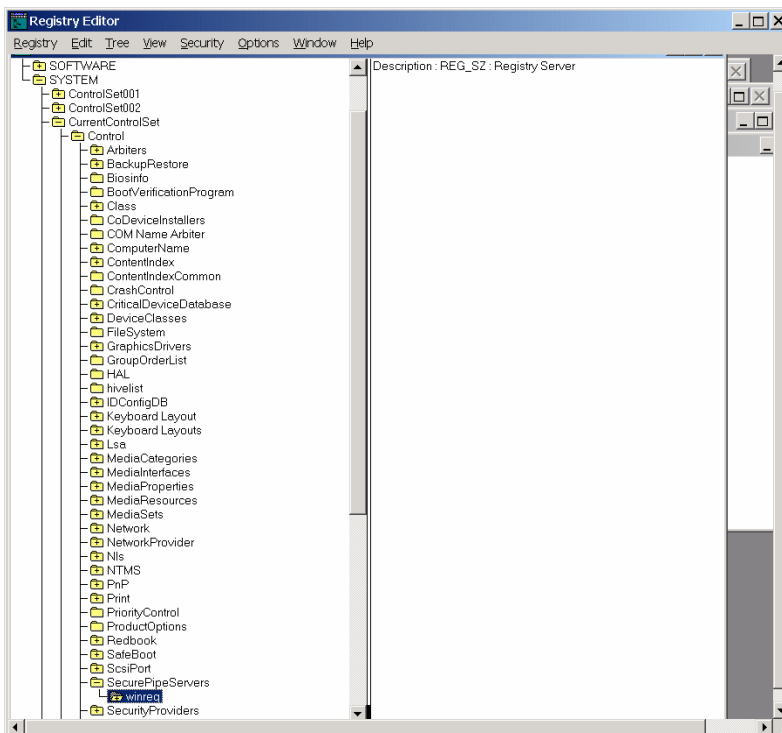 Registry Editor
Registry Edit Tree View Security Options Window Help
SOFTWARE
Description : REG_SZ : Registry Server
SYSTEM
ControlSet001
ControlSet002
CurrentControlSet
Control
Arbiters
BackupRestore
Biosinfo
BootVerificationProgram
Class
CoDeviceInstallers
COM Name Arbiter
ComputerName
ContentIndex
ContentIndexCommon
CrashControl
CriticalDeviceDatabase
DeviceClasses
FileSystem
GraphicsDrivers
GroupOrderList
HAL
hivelist
IDConfigDB
Keyboard Layout
Keyboard Layouts
Lsa
MediaCategories
MediaInterfaces
MediaProperties
MediaResources
MediaSets
Network
NetworkProvider
Nls
NTMS
PnP
Print
PriorityControl
ProductOptions
Redbook
SafeBoot
ScsiPort
SecurePipeServers
winreg
SecurityProviders